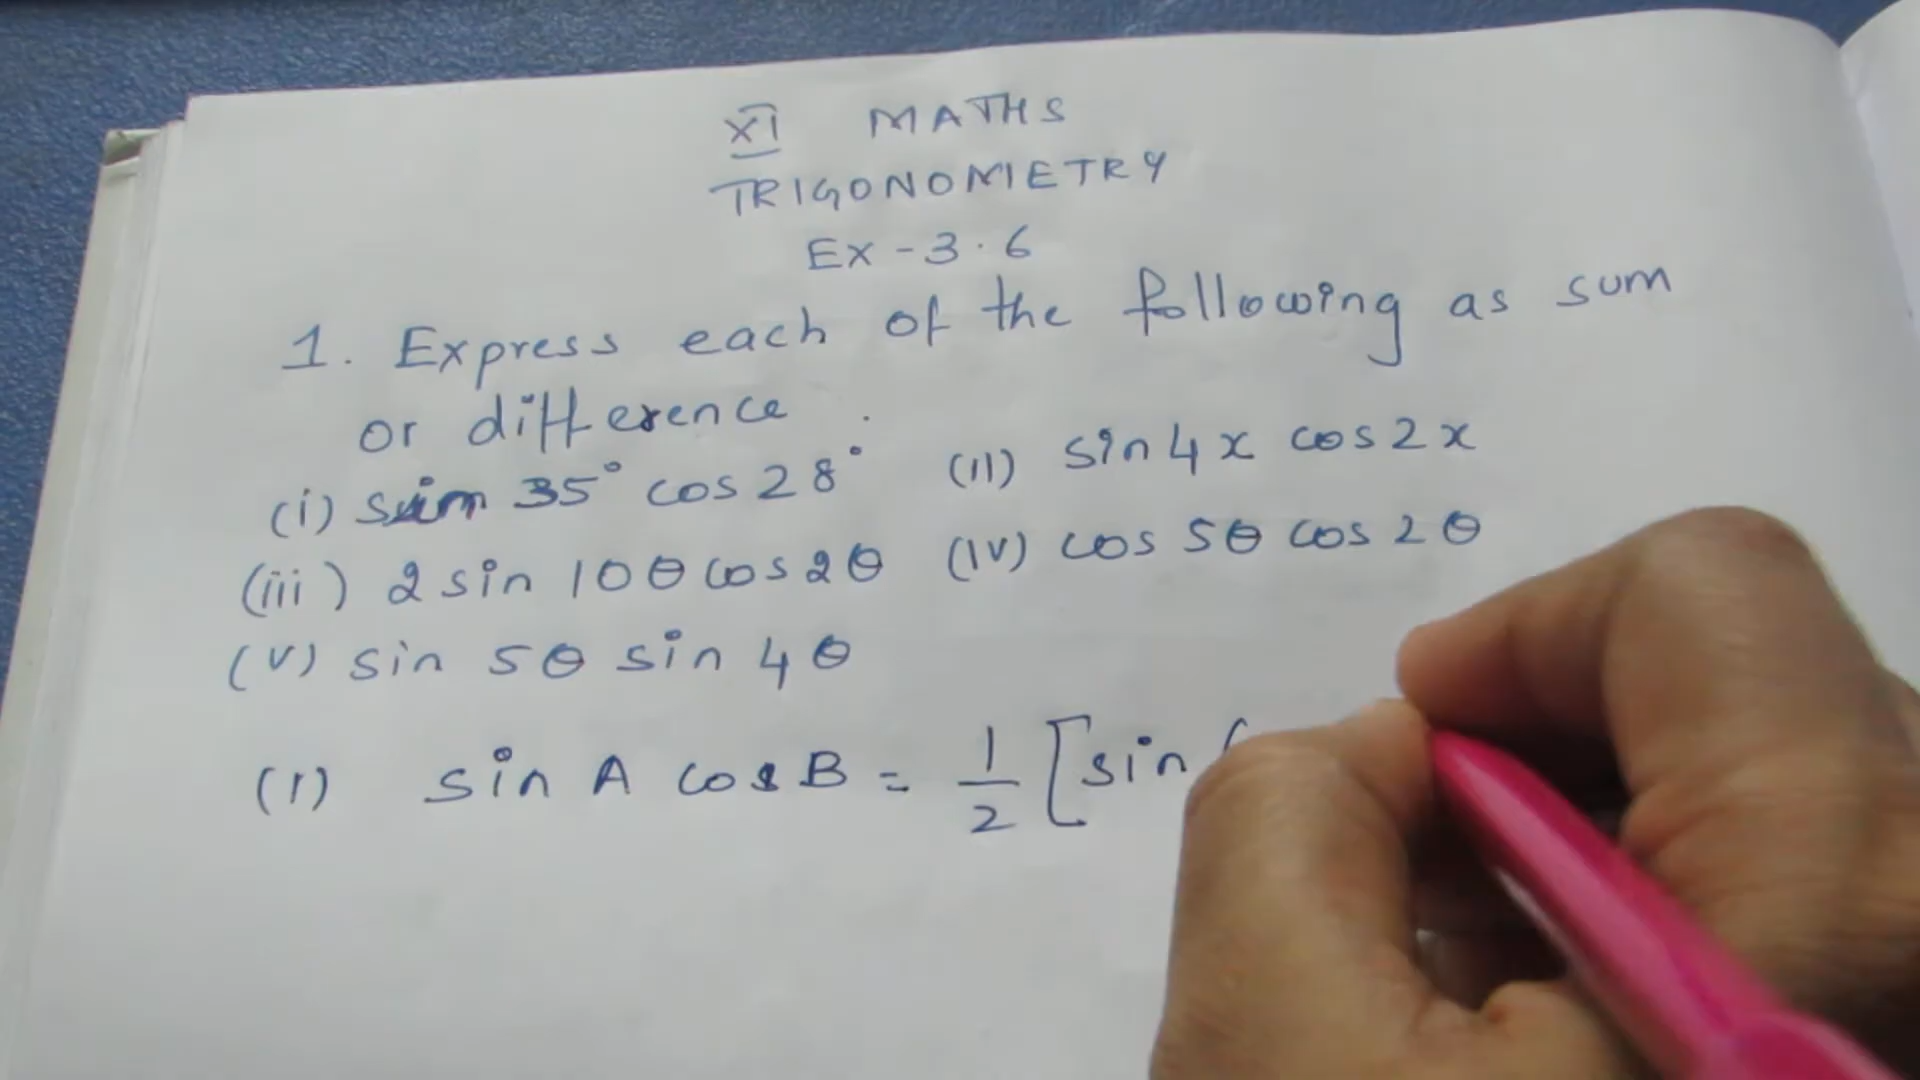 XI MATHS
TRIGONOMETRY
EX - 3.6
1. Express each of the following as sum
or difference
(i) sin 35° cos 28° (II) sin 4x cos 2x
(iii) 2 sin 10θ cos 2θ (IV) cos 5θ cos 2θ
(V) sin 5θ sin 4θ
(I) sin A cos B = 1/2 [sin (